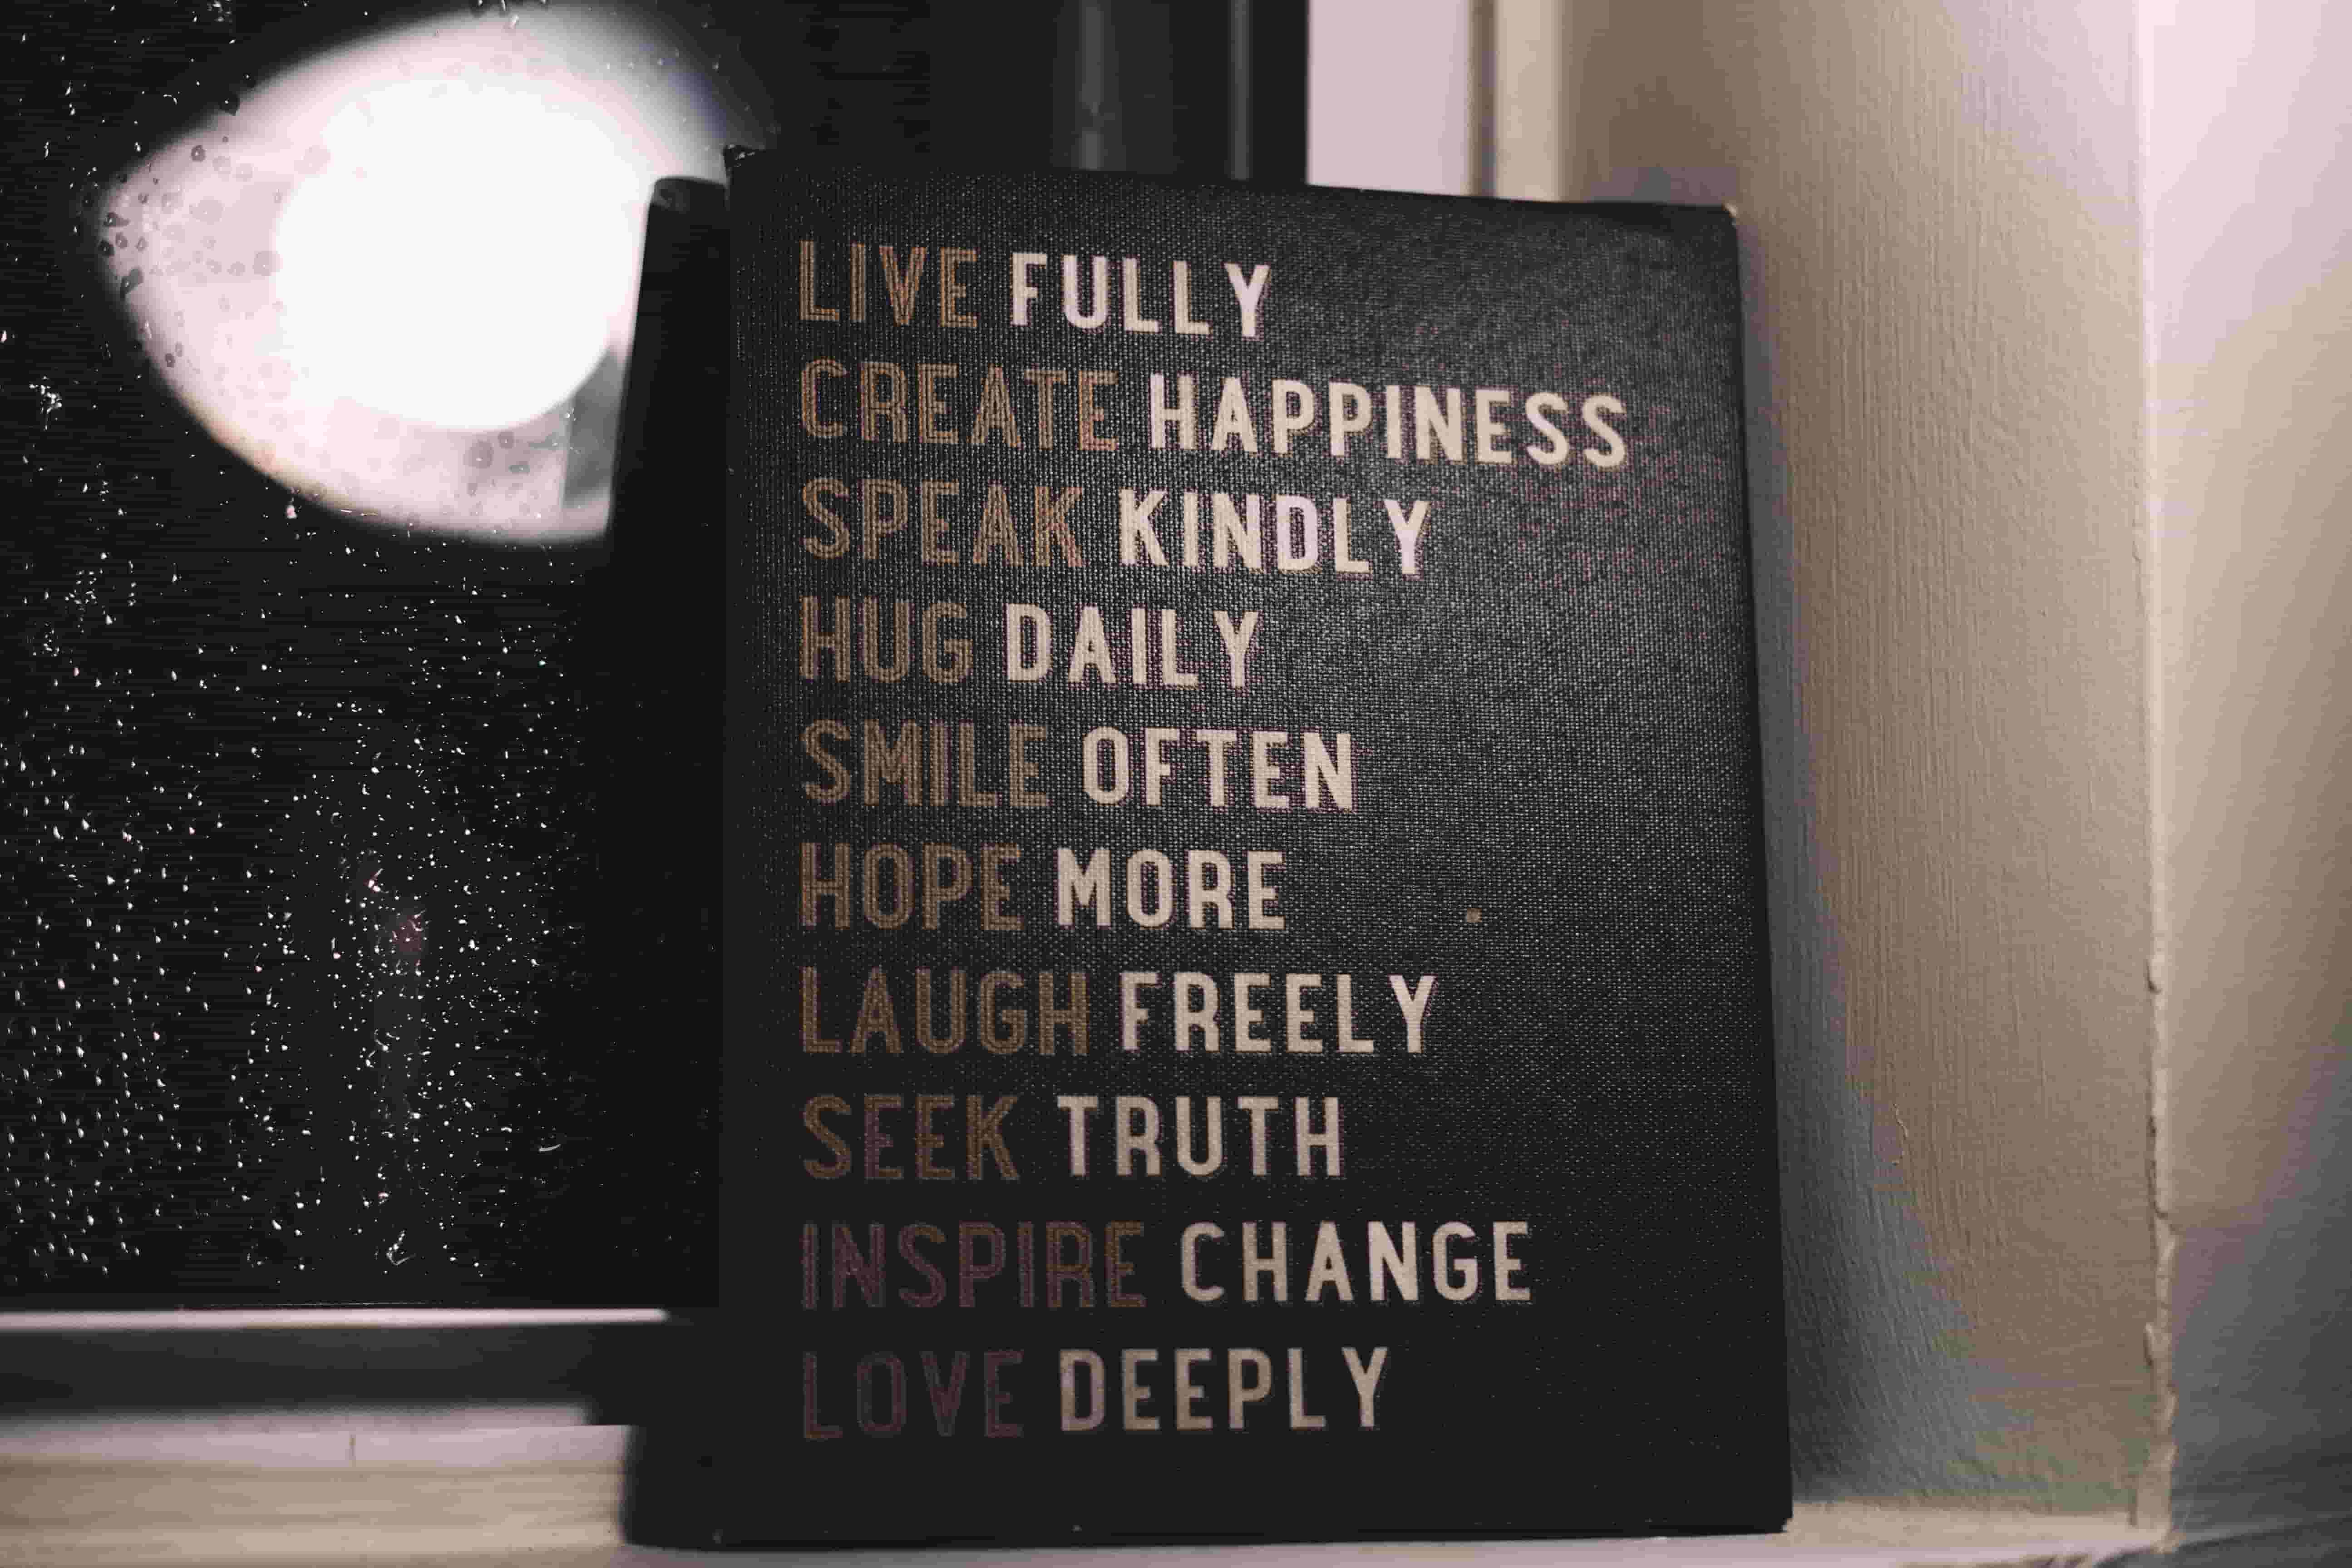 LIVE FULLY
CREATE HAPPINESS
SPEAK KINDLY
HUG DAILY
SMILE OFTEN
HOPE MORE
LAUGH FREELY
SEEK TRUTH
INSPIRE CHANGE
LOVE DEEPLY